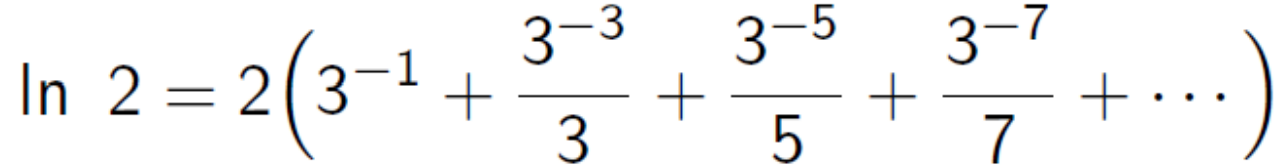 ln 2 = 2(3⁻¹ + 3⁻³/3 + 3⁻⁵/5 + 3⁻⁷/7 + ⋯)